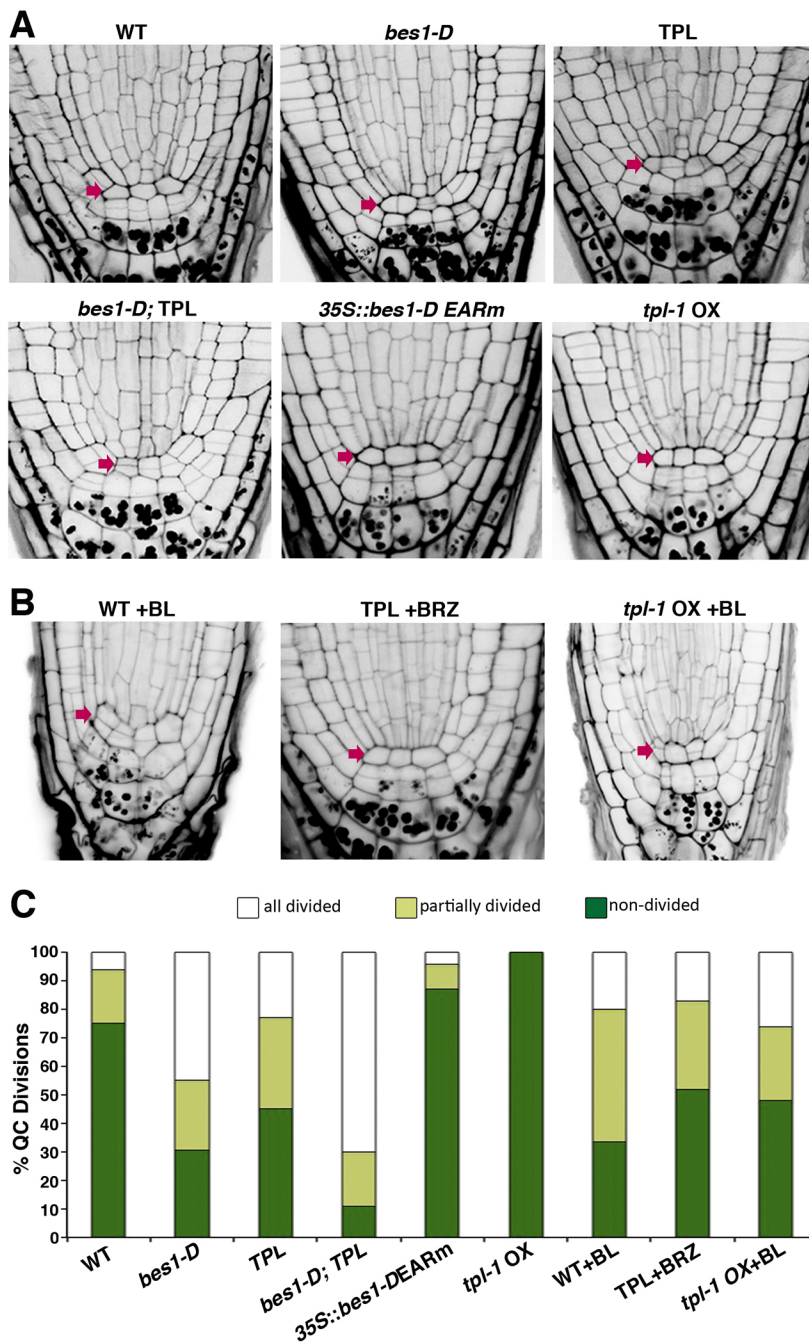 A
WT
bes1-D
TPL
bes1-D; TPL
35S::bes1-D EARm
tpl-1 OX
B
WT +BL
TPL +BRZ
tpl-1 OX +BL
C
all divided
partially divided
non-divided
100
90
80
70
60
50
40
30
20
10
0
% QC Divisions
WT
bes1-D
TPL
bes1-D; TPL
35S::bes1-DEARm
tpl-1 OX
WT+BL
TPL+BRZ
tpl-1 OX+BL